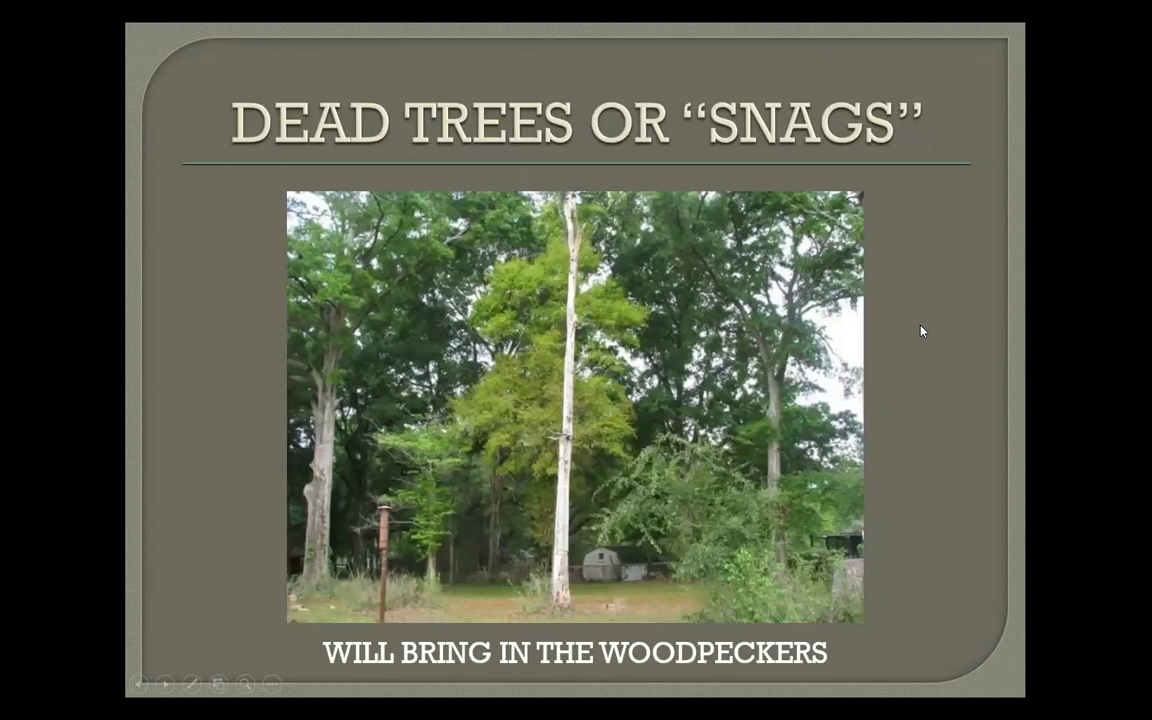 DEAD TREES OR “SNAGS”
WILL BRING IN THE WOODPECKERS